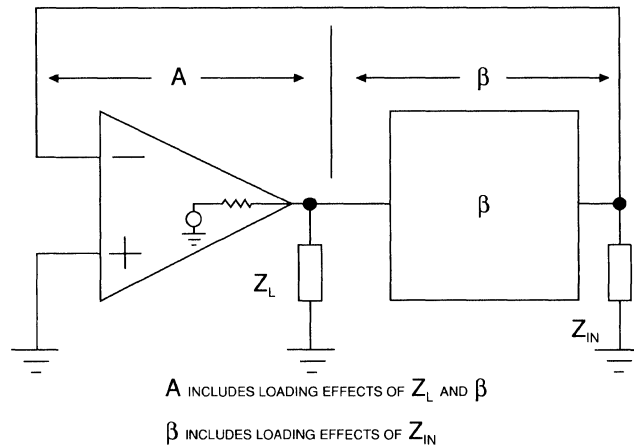 A
β
−
+
β
Z_L
Z_IN
A INCLUDES LOADING EFFECTS OF Z_L AND β
β INCLUDES LOADING EFFECTS OF Z_IN